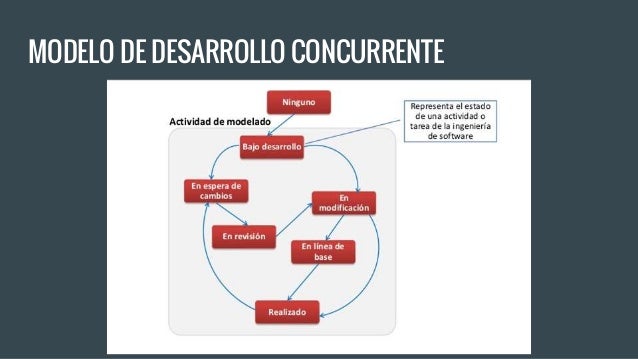 MODELO DE DESARROLLO CONCURRENTE
Ninguno
Representa el estado
de una actividad o
tarea de la ingeniería
de software
Actividad de modelado
Bajo desarrollo
En espera de
cambios
En
modificación
En revisión
En línea de
base
Realizado